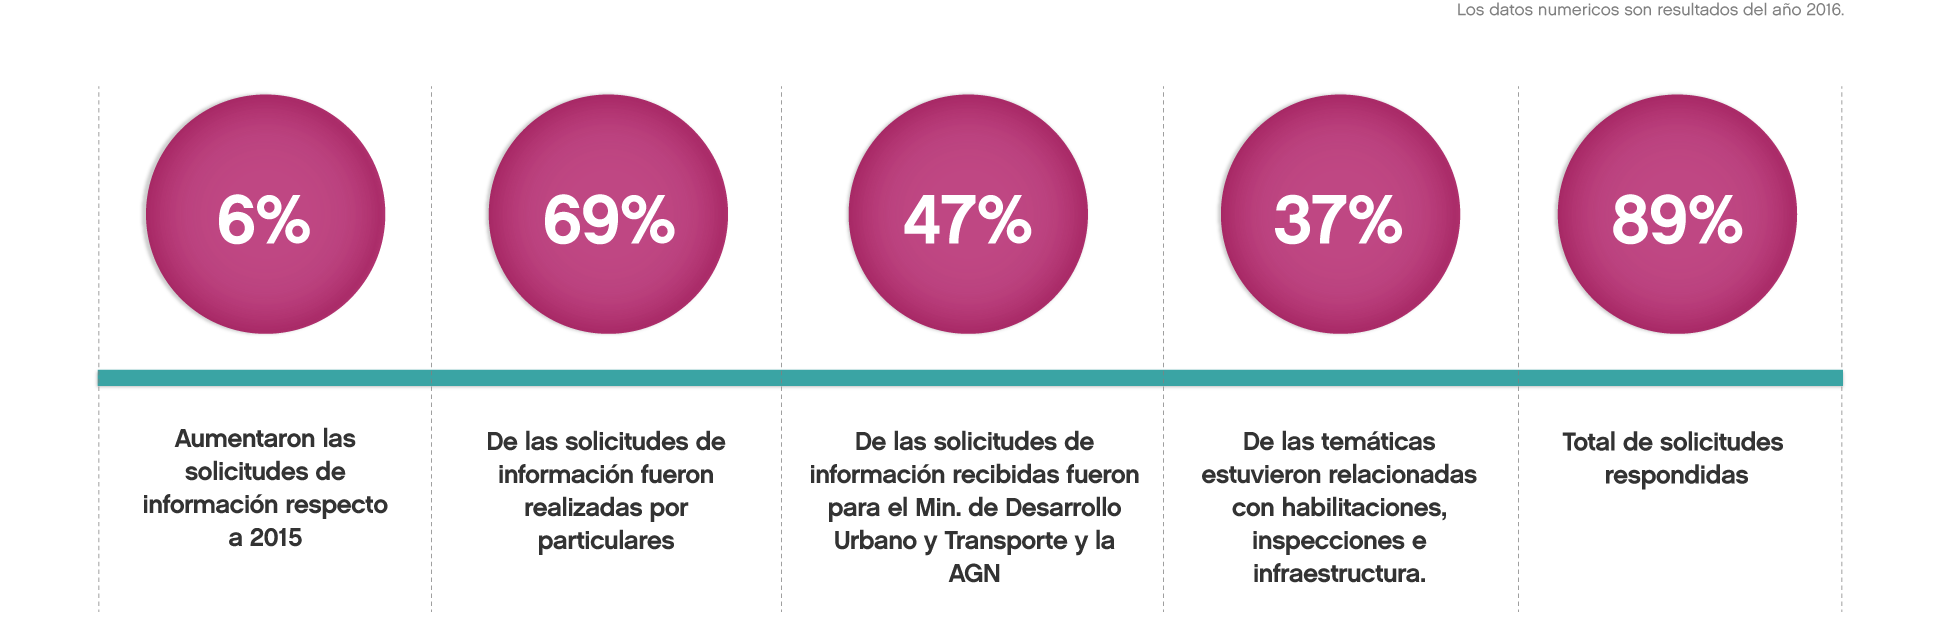 Los datos numericos son resultados del año 2016.
6%
69%
47%
37%
89%
Aumentaron las
solicitudes de
información respecto
a 2015
De las solicitudes de
información fueron
realizadas por
particulares
De las solicitudes de
información recibidas fueron
para el Min. de Desarrollo
Urbano y Transporte y la
AGN
De las temáticas
estuvieron relacionadas
con habilitaciones,
inspecciones e
infraestructura.
Total de solicitudes
respondidas